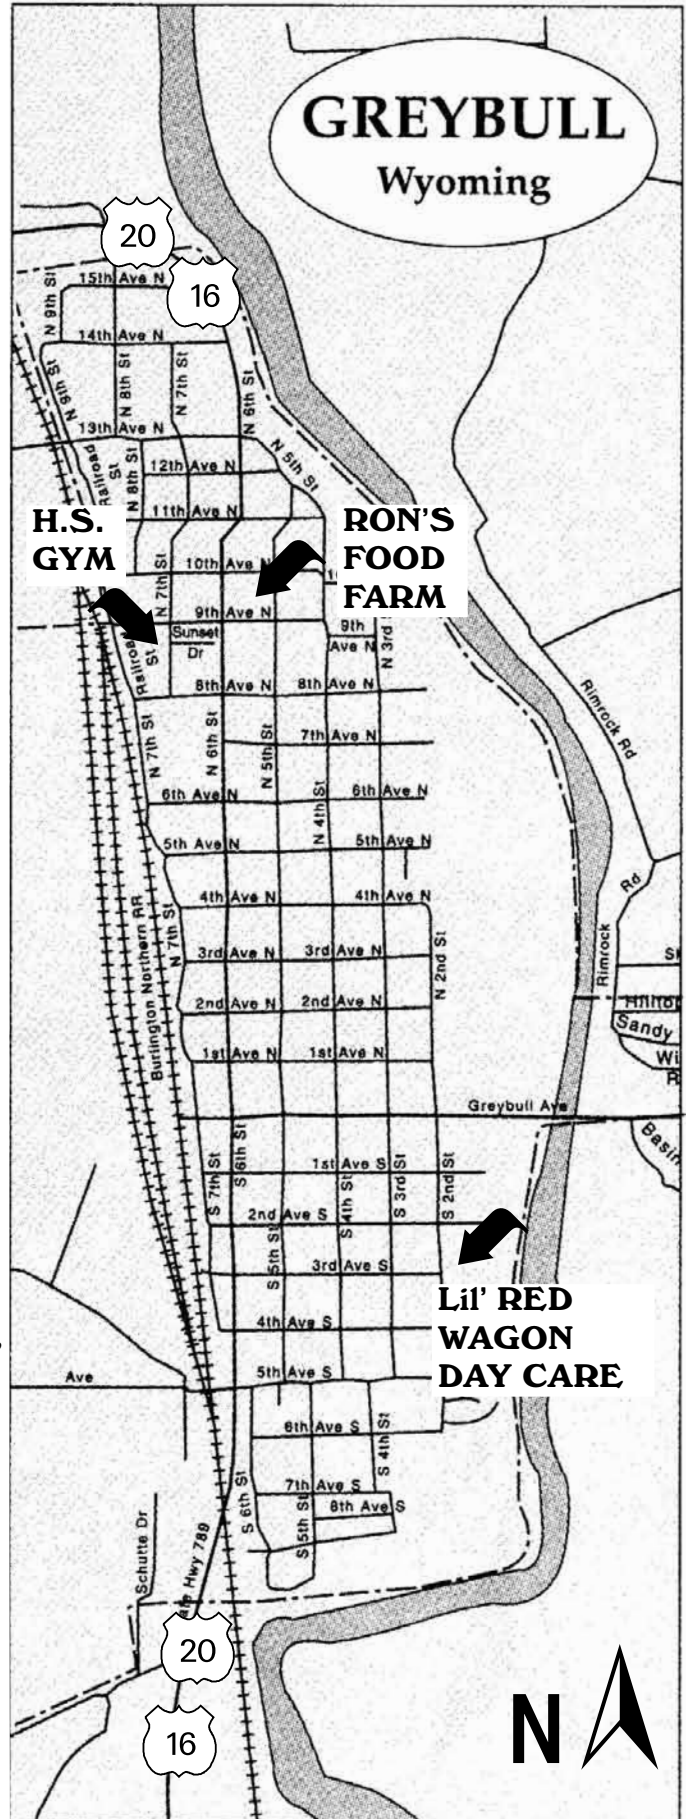 GREYBULL
Wyoming
20
16
15th Ave N
N 9th St
14th Ave N
N 9th St
N 8th St
N 7th St
N 6th St
13th Ave N
N 5th St
Railroad
St
N 8th St
12th Ave N
11th Ave N
H.S.
GYM
RON'S
FOOD
FARM
10th Ave N
N 7th St
9th Ave N
9th
Ave N
N 3rd
Sunset
Dr
Railroad
St
8th Ave N
8th Ave N
Rimrock Rd
N 7th St
N 6th St
N 5th St
7th Ave N
6th Ave N
6th Ave N
N 4th St
5th Ave N
5th Ave N
4th Ave N
4th Ave N
Rd
Rimrock
Burlington Northern RR
N 7th St
3rd Ave N
3rd Ave N
N 2nd St
2nd Ave N
2nd Ave N
Hilltop
Sandy
Wi
R
1st Ave N
1st Ave N
Greybull Ave
Basin
S 7th St
S 6th St
1st Ave S
S 3rd St
S 2nd St
2nd Ave S
S 4th St
S 5th St
3rd Ave S
Lil' RED
WAGON
DAY CARE
4th Ave S
Ave
5th Ave S
6th Ave S
S 4th St
7th Ave S
S 6th St
8th Ave S
S 5th St
Schutte Dr
ate Hwy 789
20
16
N